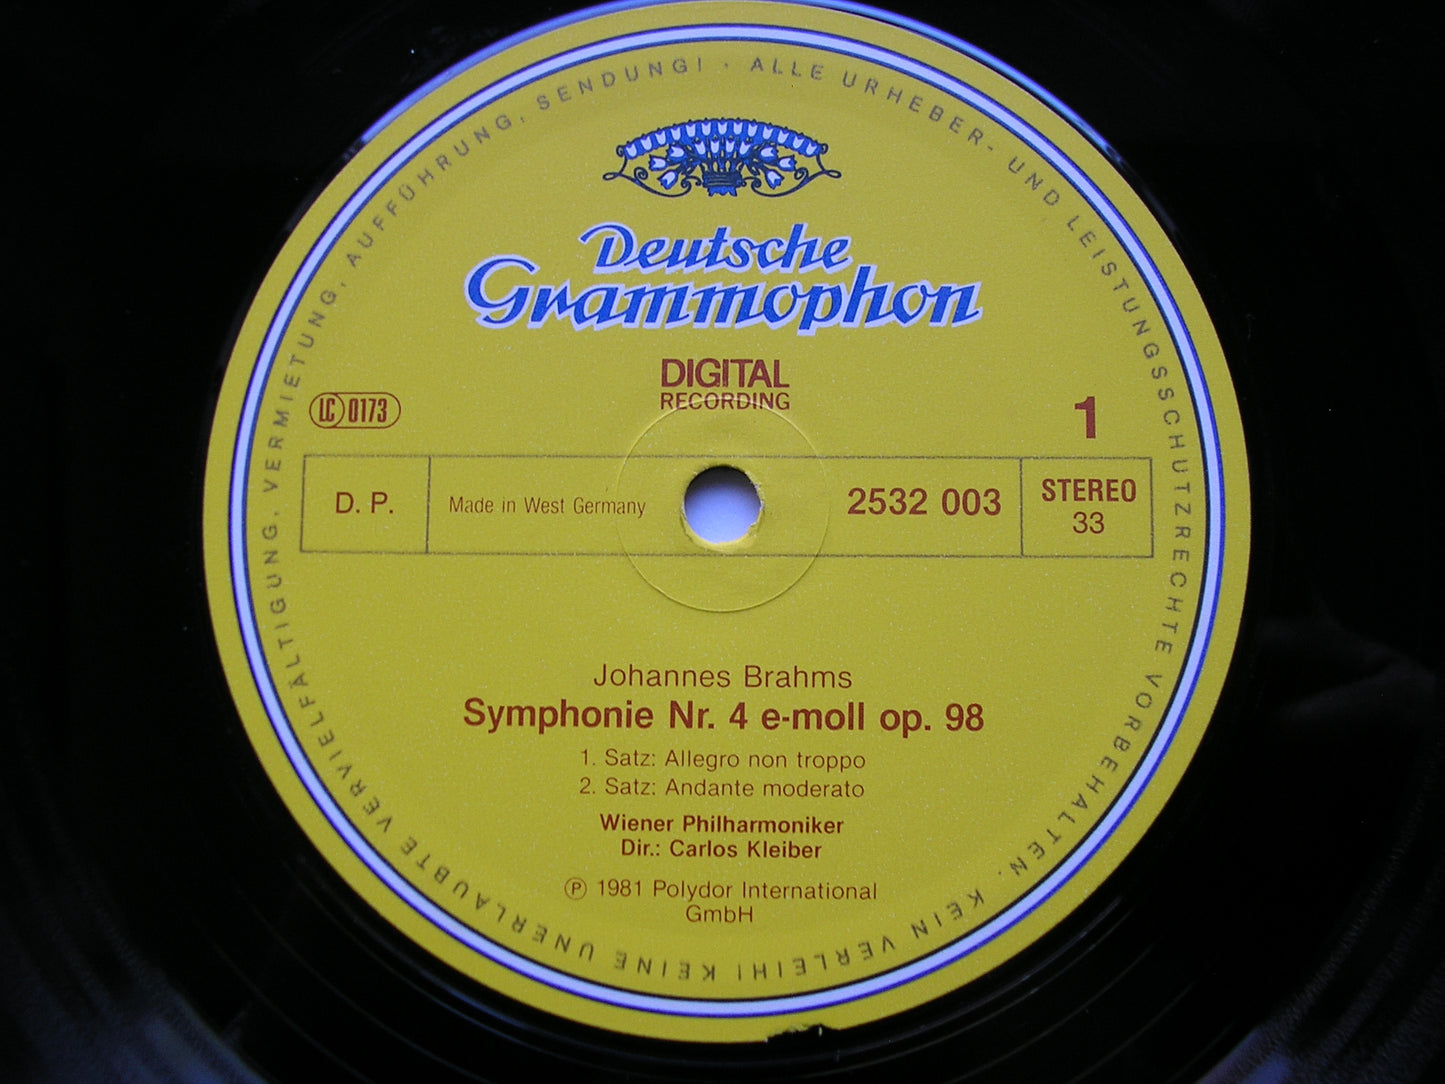 ALLE URHEBER- UND LEISTUNGSSCHUTZRECHTE VORBEHALTEN · KEIN VERLEIH! KEINE UNERLAUBTE VERVIELFÄLTIGUNG, VERMIETUNG, AUFFÜHRUNG, SENDUNG! ·
Deutsche
Grammophon
DIGITAL
RECORDING
LC 0173
1
D. P.
Made in West Germany
2532 003
STEREO
33
Johannes Brahms
Symphonie Nr. 4 e-moll op. 98
1. Satz: Allegro non troppo
2. Satz: Andante moderato
Wiener Philharmoniker
Dir.: Carlos Kleiber
℗ 1981 Polydor International
GmbH